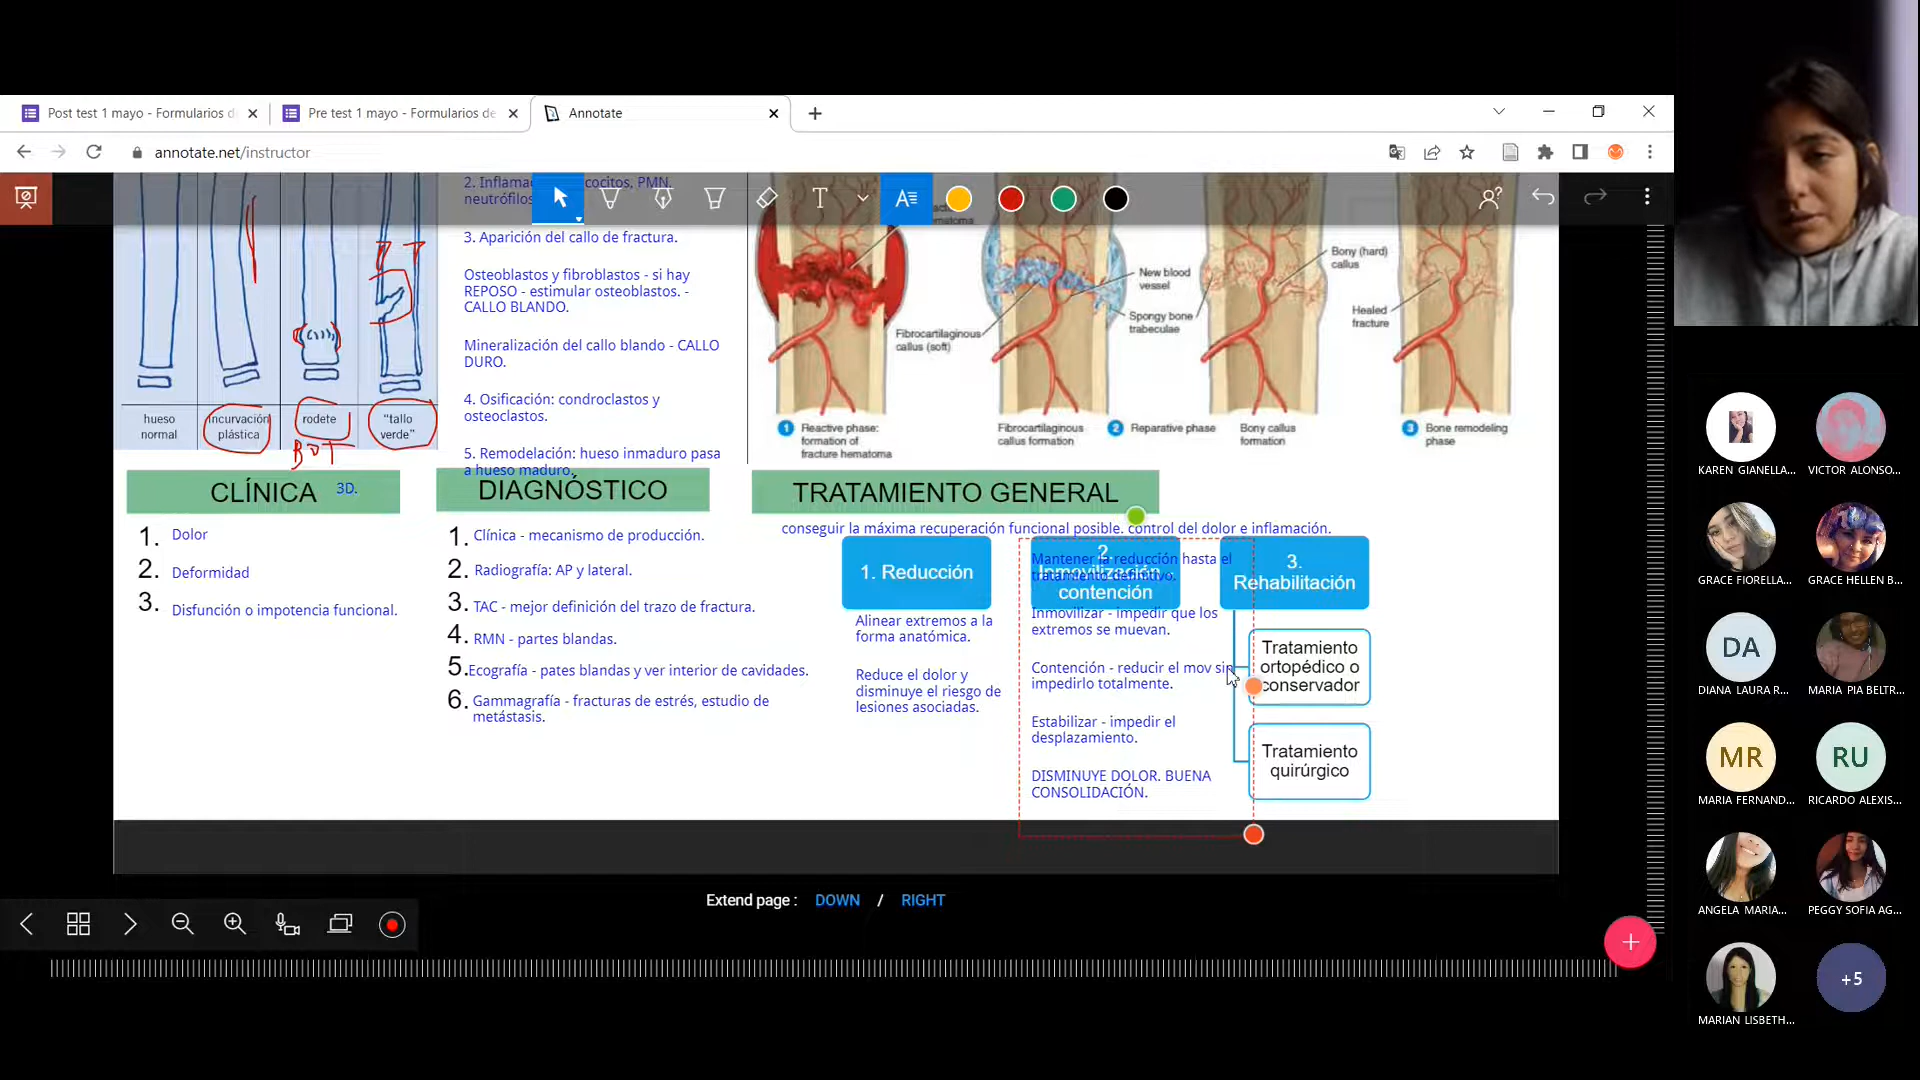 Post test 1 mayo - Formularios d
Pre test 1 mayo - Formularios de
Annotate
annotate.net/instructor
2. Inflama cocitos, PMN.
neutrófilos
3. Aparición del callo de fractura.
Osteoblastos y fibroblastos - si hay
REPOSO - estimular osteoblastos. -
CALLO BLANDO.
Mineralización del callo blando - CALLO
DURO.
4. Osificación: condroclastos y
osteoclastos.
5. Remodelación: hueso inmaduro pasa
a hueso maduro.
hueso
normal
incurvación
plástica
rodete
"tallo
verde"
BOT
T
Fibrocartilaginous
callus (soft)
New blood
vessel
Spongy bone
trabeculae
Bony (hard)
callus
Healed
fracture
1 Reactive phase:
formation of
fracture hematoma
Fibrocartilaginous
callus formation
2 Reparative phase
Bony callus
formation
3 Bone remodeling
phase
CLÍNICA 3D.
1. Dolor
2. Deformidad
3. Disfunción o impotencia funcional.
DIAGNÓSTICO
1. Clínica - mecanismo de producción.
2. Radiografía: AP y lateral.
3. TAC - mejor definición del trazo de fractura.
4. RMN - partes blandas.
5. Ecografía - pates blandas y ver interior de cavidades.
6. Gammagrafía - fracturas de estrés, estudio de
metástasis.
TRATAMIENTO GENERAL
conseguir la máxima recuperación funcional posible. control del dolor e inflamación.
1. Reducción
Alinear extremos a la
forma anatómica.
Reduce el dolor y
disminuye el riesgo de
lesiones asociadas.
2.
Inmovilización -
contención
Mantener la reducción hasta el
tratamiento definitivo.
Inmovilizar - impedir que los
extremos se muevan.
Contención - reducir el mov sin
impedirlo totalmente.
Estabilizar - impedir el
desplazamiento.
DISMINUYE DOLOR. BUENA
CONSOLIDACIÓN.
3.
Rehabilitación
Tratamiento
ortopédico o
conservador
Tratamiento
quirúrgico
Extend page : DOWN / RIGHT
KAREN GIANELLA...
VICTOR ALONSO...
GRACE FIORELLA...
GRACE HELLEN B...
DA
DIANA LAURA R...
MARIA PIA BELTR...
MR
MARIA FERNAND...
RU
RICARDO ALEXIS...
ANGELA MARIA...
PEGGY SOFIA AG...
MARIAN LISBETH...
+5